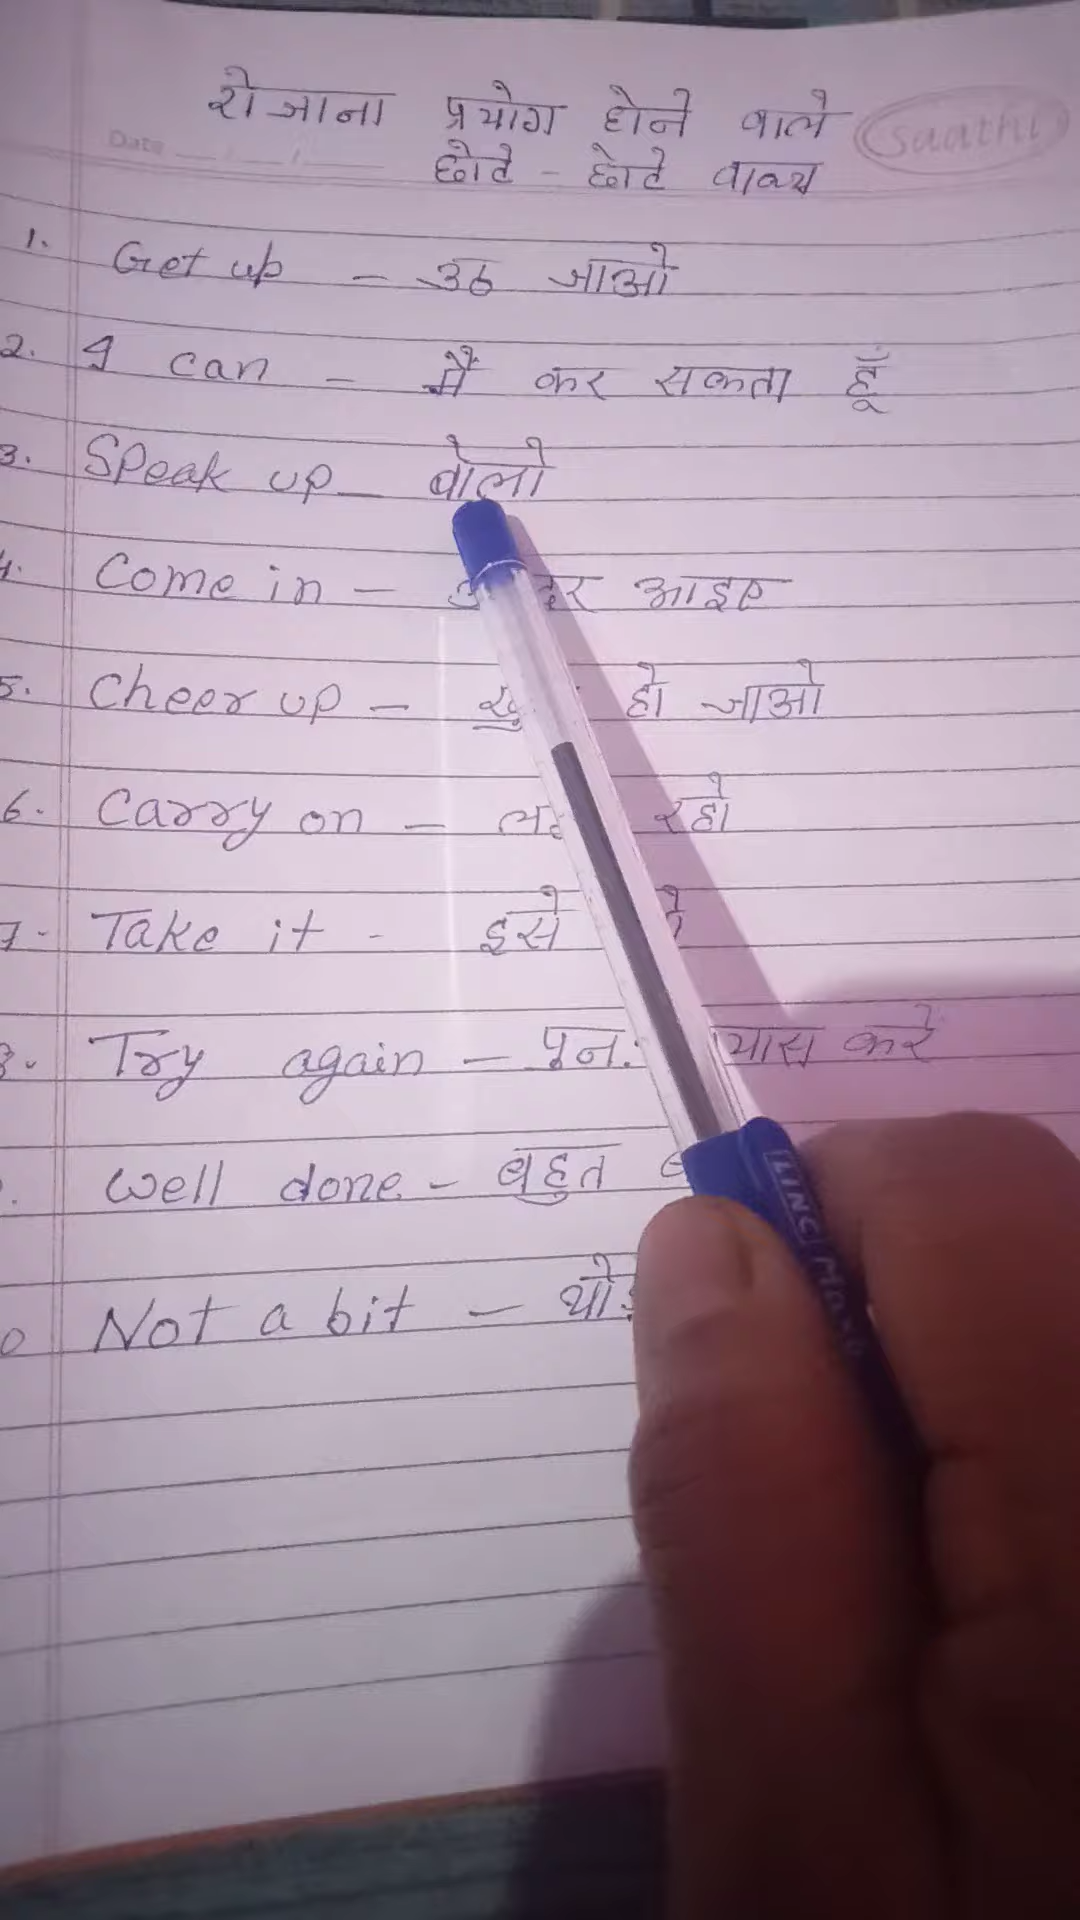 रोजाना प्रयोग होने वाले
saathi
Date
छोटे - छोटे वाक्य
1. Get up - उठ जाओ
2. I can - मैं कर सकता हूँ
3. Speak up - बोलो
4. Come in - आइए
5. Cheer up - हो जाओ
6. Carry on - रहो
7. Take it - इसे
8. Try again - पुनः करें
well done - बहुत
Not a bit -
LINC Maxo